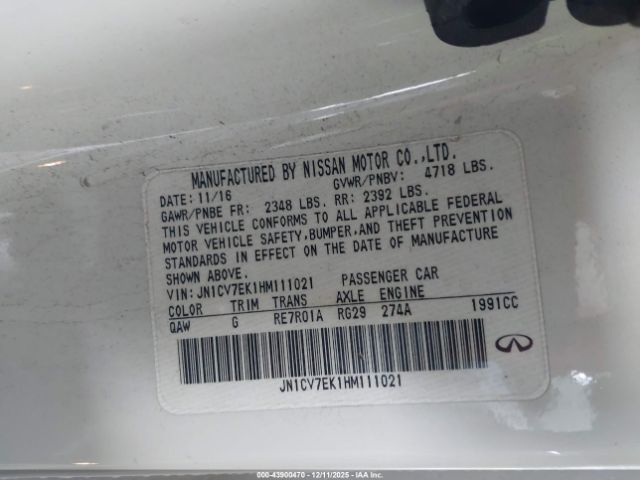 MANUFACTURED BY NISSAN MOTOR CO.,LTD.
DATE: 11/16 GVWR/PNBV: 4718 LBS.
GAWR/PNBE FR: 2348 LBS. RR: 2392 LBS.
THIS VEHICLE CONFORMS TO ALL APPLICABLE FEDERAL
MOTOR VEHICLE SAFETY,BUMPER,AND THEFT PREVENTION
STANDARDS IN EFFECT ON THE DATE OF MANUFACTURE
SHOWN ABOVE.
VIN: JN1CV7EK1HM111021 PASSENGER CAR
COLOR TRIM TRANS AXLE ENGINE
QAW G RE7R01A RG29 274A 1991CC
JN1CV7EK1HM111021
000-43900470 - 12/11/2025 - IAAI.COM